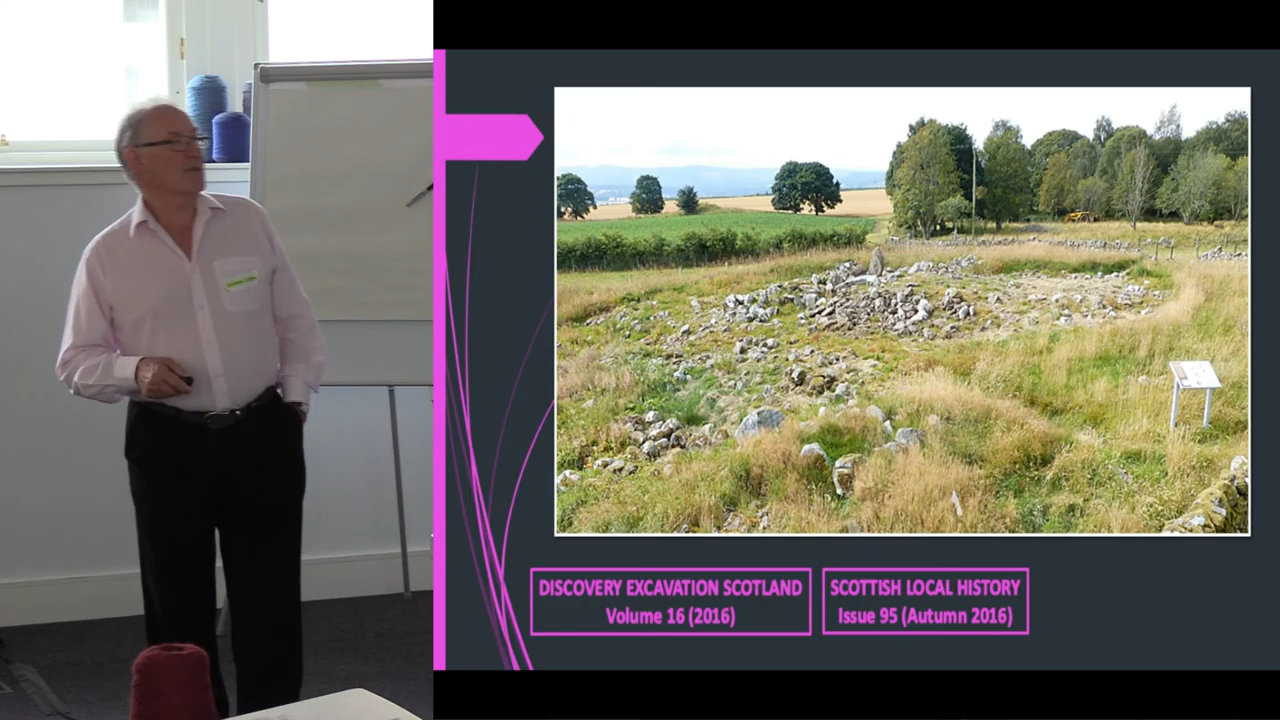 DISCOVERY EXCAVATION SCOTLAND
Volume 16 (2016)
SCOTTISH LOCAL HISTORY
Issue 95 (Autumn 2016)